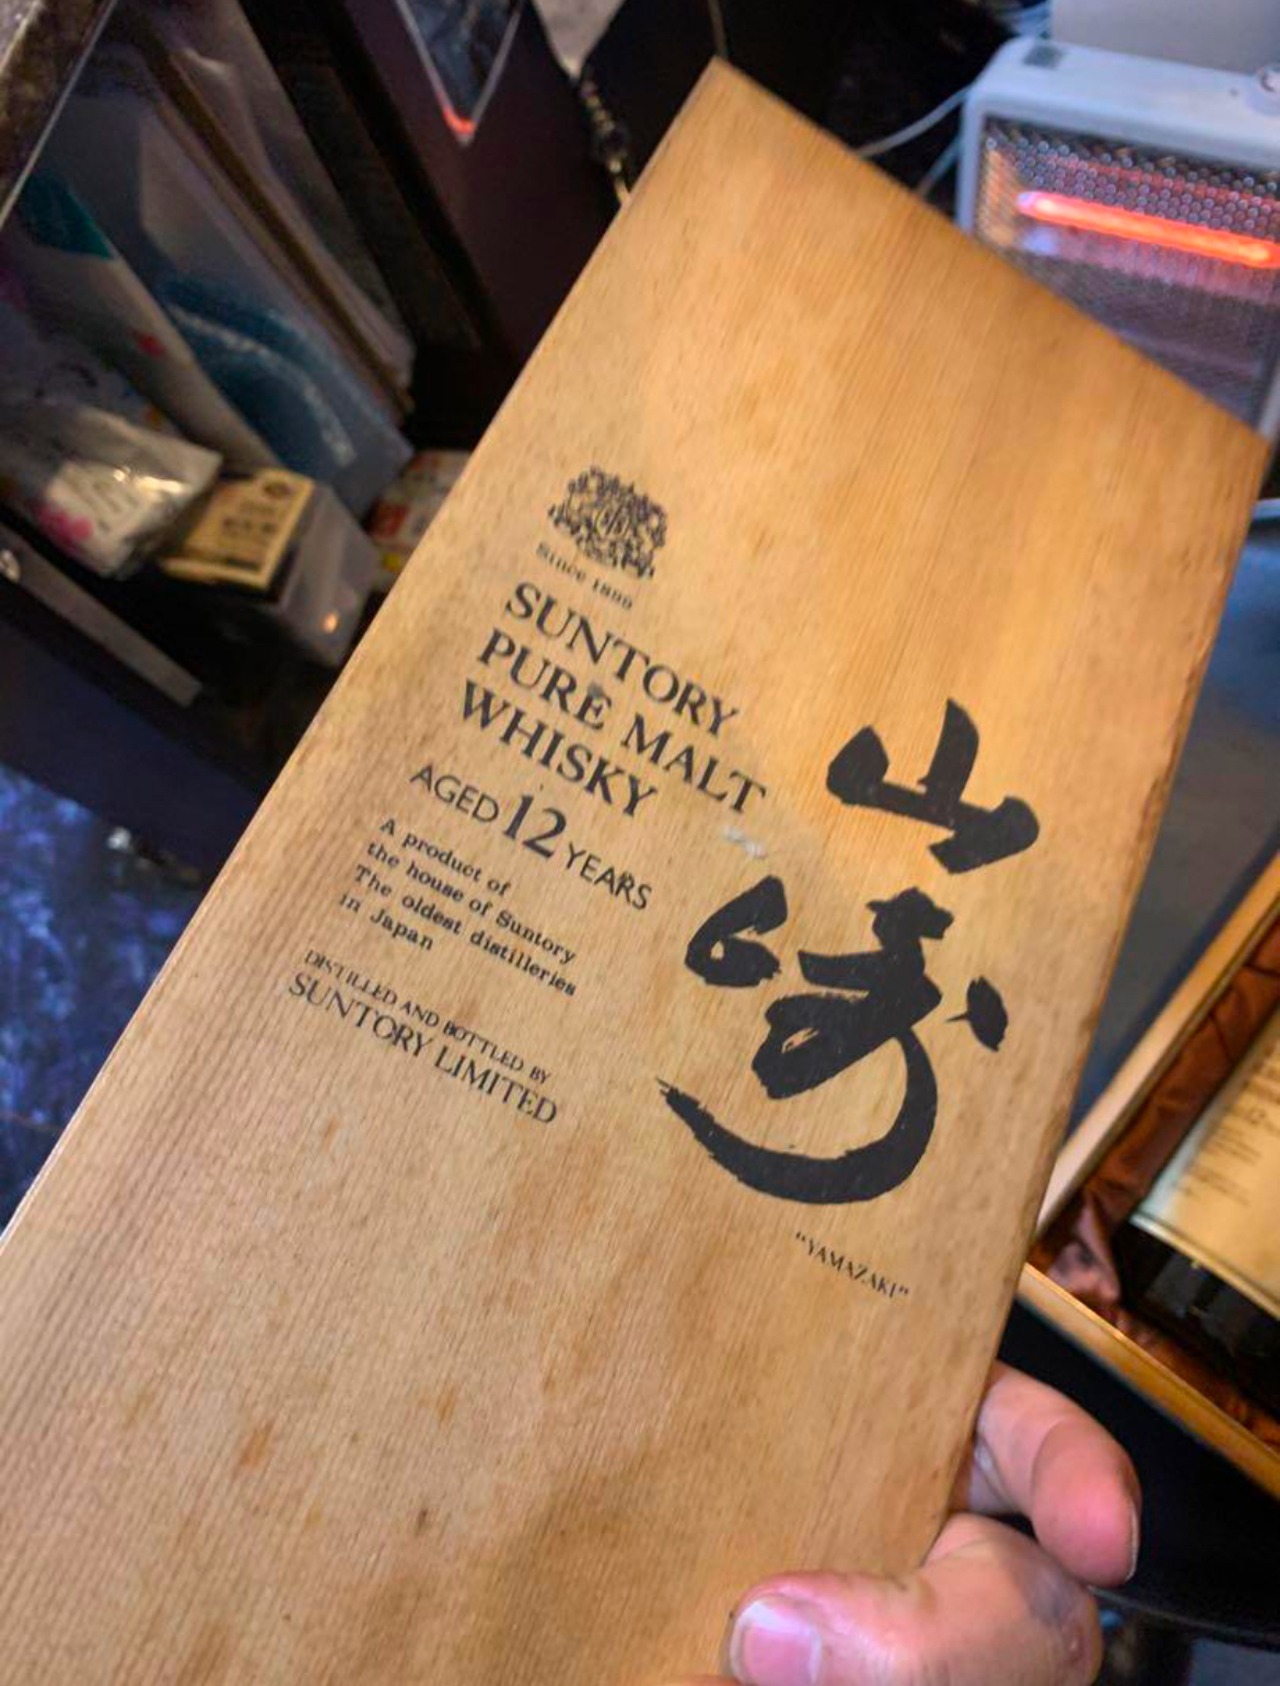 Since 1899
SUNTORY
PURE MALT
WHISKY
AGED 12 YEARS
A product of
the house of Suntory
The oldest distilleries
in Japan
DISTILLED AND BOTTLED BY
SUNTORY LIMITED
山崎
"YAMAZAKI"